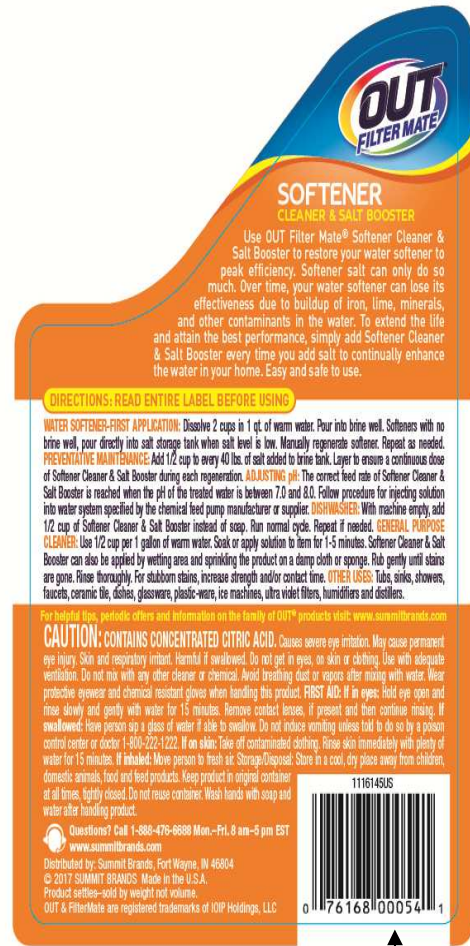 OUT
FILTER MATE®
SOFTENER
CLEANER & SALT BOOSTER
Use OUT Filter Mate® Softener Cleaner &
Salt Booster to restore your water softener to
peak efficiency. Softener salt can only do so
much. Over time, your water softener can lose its
effectiveness due to buildup of iron, lime, minerals,
and other contaminants in the water. To extend the life
and attain the best performance, simply add Softener Cleaner
& Salt Booster every time you add salt to continually enhance
the water in your home. Easy and safe to use.
DIRECTIONS: READ ENTIRE LABEL BEFORE USING
WATER SOFTENER-FIRST APPLICATION: Dissolve 2 cups in 1 qt. of warm water. Pour into brine well. Softeners with no
brine well, pour directly into salt storage tank when salt level is low. Manually regenerate softener. Repeat as needed.
PREVENTATIVE MAINTENANCE: Add 1/2 cup to every 40 lbs. of salt added to brine tank. Layer to ensure a continuous dose
of Softener Cleaner & Salt Booster during each regeneration. ADJUSTING pH: The correct feed rate of Softener Cleaner &
Salt Booster is reached when the pH of the treated water is between 7.0 and 8.0. Follow procedure for injecting solution
into water system specified by the chemical feed pump manufacturer or supplier. DISHWASHER: With machine empty, add
1/2 cup of Softener Cleaner & Salt Booster instead of soap. Run normal cycle. Repeat if needed. GENERAL PURPOSE
CLEANER: Use 1/2 cup per 1 gallon of warm water. Soak or apply solution to item for 1-5 minutes. Softener Cleaner & Salt
Booster can also be applied by wetting area and sprinkling the product on a damp cloth or sponge. Rub gently until stains
are gone. Rinse thoroughly. For stubborn stains, increase strength and/or contact time. OTHER USES: Tubs, sinks, showers,
faucets, ceramic tile, dishes, glassware, plastic-ware, ice machines, ultra violet filters, humidifiers and distillers.
For helpful tips, periodic offers and information on the family of OUT® products visit: www.summitbrands.com
CAUTION: CONTAINS CONCENTRATED CITRIC ACID. Causes severe eye irritation. May cause permanent
eye injury. Skin and respiratory irritant. Harmful if swallowed. Do not get in eyes, on skin or clothing. Use with adequate
ventilation. Do not mix with any other cleaner or chemical. Avoid breathing dust or vapors after mixing with water. Wear
protective eyewear and chemical resistant gloves when handling this product. FIRST AID: If in eyes: Hold eye open and
rinse slowly and gently with water for 15 minutes. Remove contact lenses, if present and then continue rinsing. If
swallowed: Have person sip a glass of water if able to swallow. Do not induce vomiting unless told to do so by a poison
control center or doctor 1-800-222-1222. If on skin: Take off contaminated clothing. Rinse skin immediately with plenty of
water for 15 minutes. If inhaled: Move person to fresh air. Storage/Disposal: Store in a cool, dry place away from children,
domestic animals, food and feed products. Keep product in original container
at all times, tightly closed. Do not reuse container. Wash hands with soap and
water after handling product.
Questions? Call 1-888-476-6688 Mon.–Fri. 8 am–5 pm EST
www.summitbrands.com
Distributed by: Summit Brands, Fort Wayne, IN 46804
© 2017 SUMMIT BRANDS Made in the U.S.A.
Product settles–sold by weight not volume.
OUT & FilterMate are registered trademarks of IOIP Holdings, LLC
1116145US
0 76168 00054 1